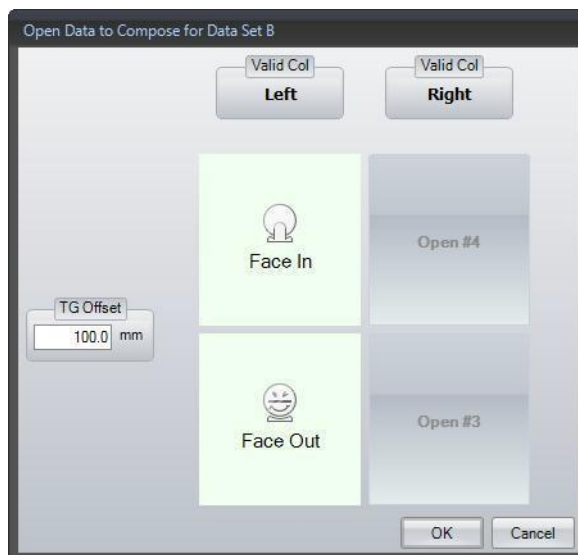 Open Data to Compose for Data Set B
Valid Col
Left
Valid Col
Right
Face In
Open #4
TG Offset
100.0 mm
Face Out
Open #3
OK
Cancel